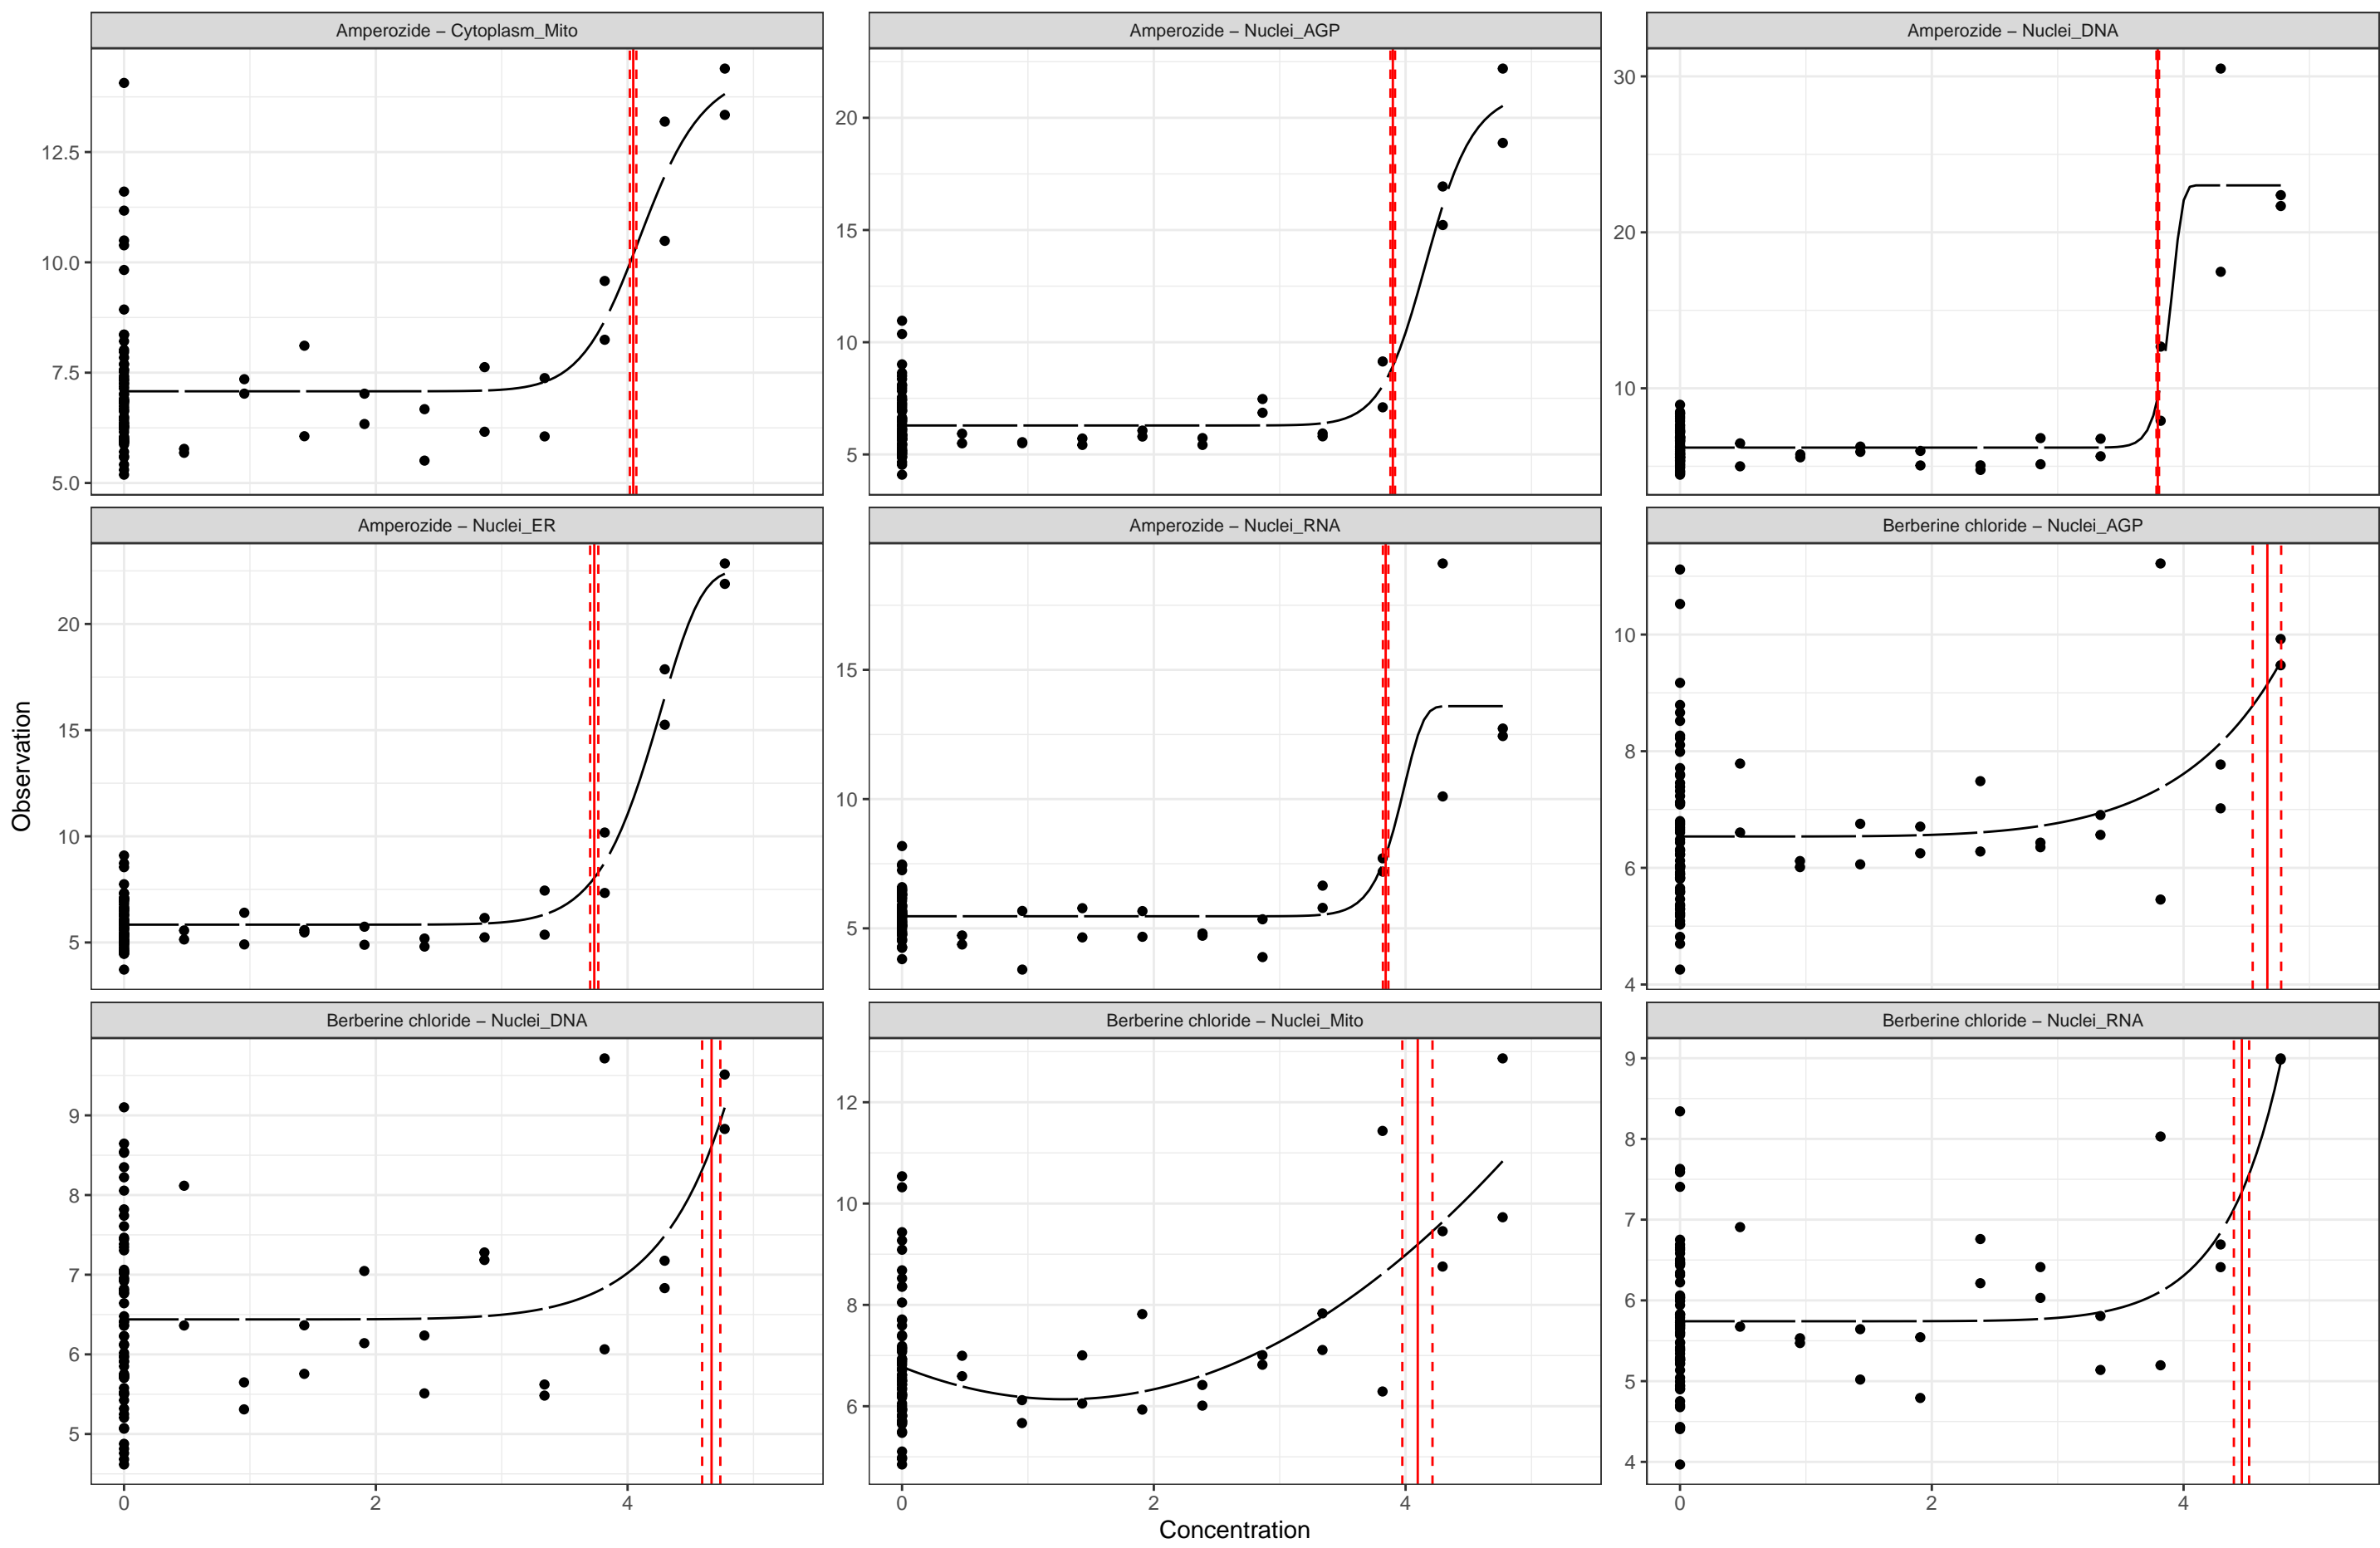 Amperozide – Cytoplasm_Mito
Amperozide – Nuclei_AGP
Amperozide – Nuclei_DNA
12.5
10.0
7.5
5.0
20
15
10
5
30
20
10
Amperozide – Nuclei_ER
Amperozide – Nuclei_RNA
Berberine chloride – Nuclei_AGP
20
15
10
5
15
10
5
10
8
6
4
Berberine chloride – Nuclei_DNA
Berberine chloride – Nuclei_Mito
Berberine chloride – Nuclei_RNA
9
8
7
6
5
12
10
8
6
9
8
7
6
5
4
0 2 4
0 2 4
0 2 4
Concentration
Observation